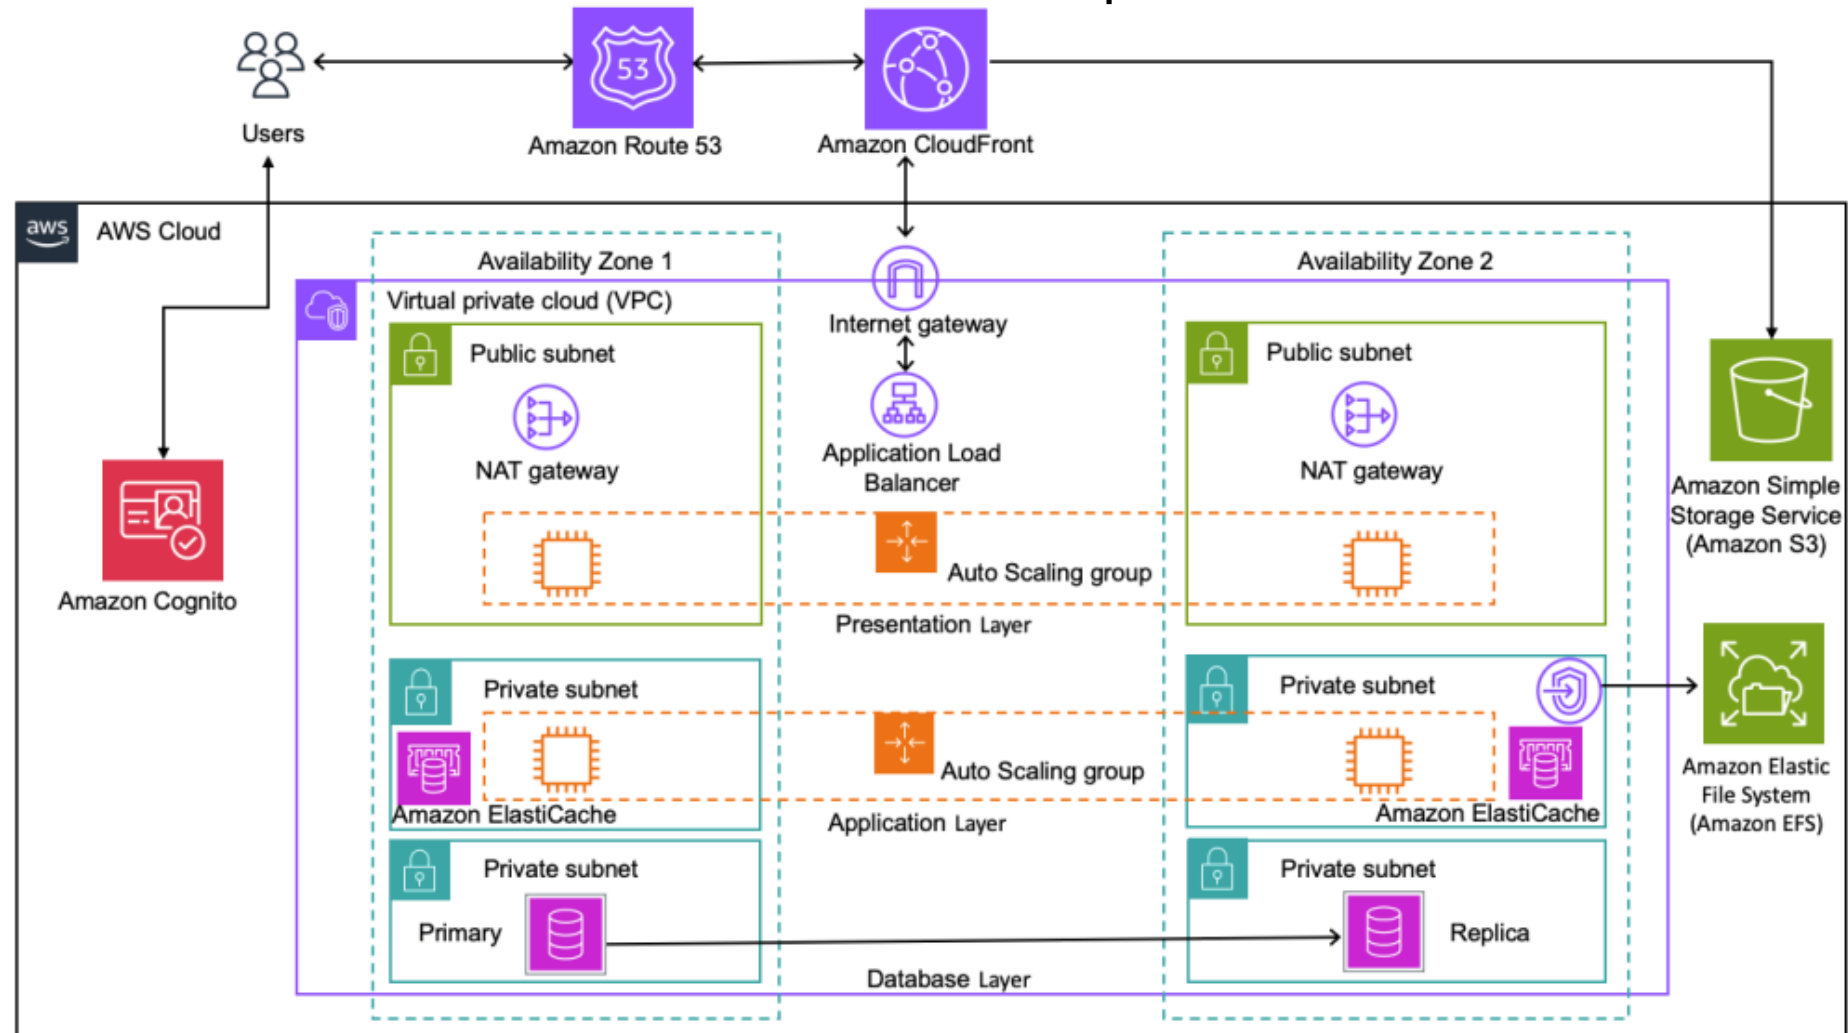 53
Users
Amazon Route 53
Amazon CloudFront
aws
AWS Cloud
Availability Zone 1
Availability Zone 2
Virtual private cloud (VPC)
Internet gateway
Public subnet
Public subnet
NAT gateway
Application Load
Balancer
NAT gateway
Amazon Simple
Storage Service
(Amazon S3)
Auto Scaling group
Amazon Cognito
Presentation Layer
Private subnet
Private subnet
Auto Scaling group
Amazon ElastiCache
Amazon ElastiCache
Application Layer
Amazon Elastic
File System
(Amazon EFS)
Private subnet
Private subnet
Primary
Replica
Database Layer